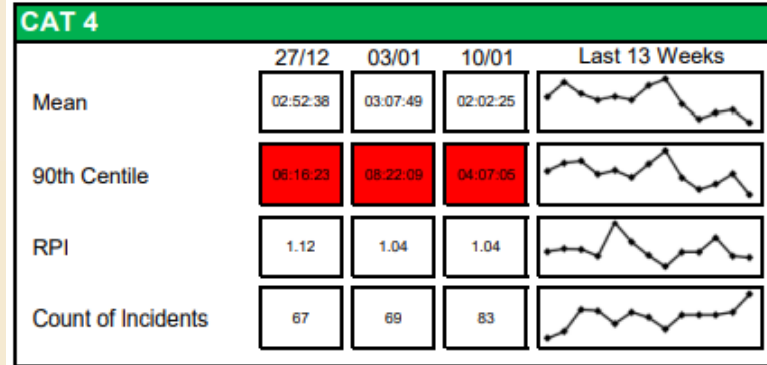 CAT 4
27/12 03/01 10/01 Last 13 Weeks
Mean 02:52:38 03:07:49 02:02:25
90th Centile 06:16:23 08:22:09 04:07:05
RPI 1.12 1.04 1.04
Count of Incidents 67 69 83